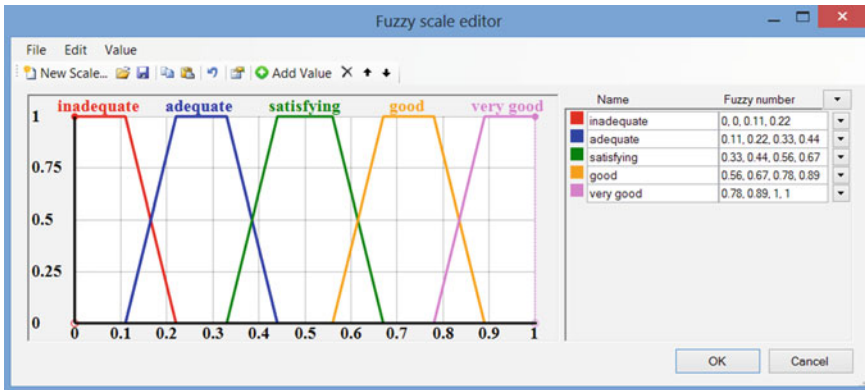 Fuzzy scale editor
File Edit Value
New Scale... Add Value
inadequate adequate satisfying good very good
1
0.75
0.5
0.25
0
0 0.1 0.2 0.3 0.4 0.5 0.6 0.7 0.8 0.9 1
Name Fuzzy number
inadequate 0, 0, 0.11, 0.22
adequate 0.11, 0.22, 0.33, 0.44
satisfying 0.33, 0.44, 0.56, 0.67
good 0.56, 0.67, 0.78, 0.89
very good 0.78, 0.89, 1, 1
OK Cancel